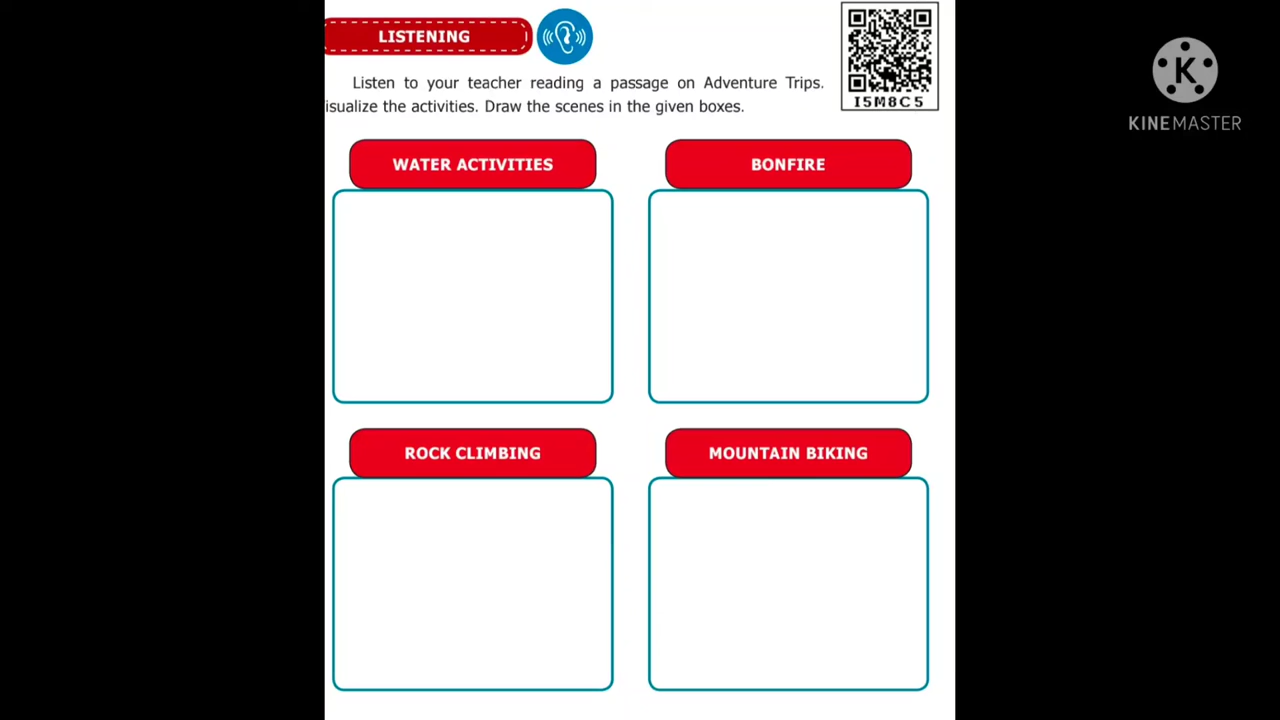 LISTENING
Listen to your teacher reading a passage on Adventure Trips.
isualize the activities. Draw the scenes in the given boxes.
I5M8C5
K
KINEMASTER
WATER ACTIVITIES
BONFIRE
ROCK CLIMBING
MOUNTAIN BIKING